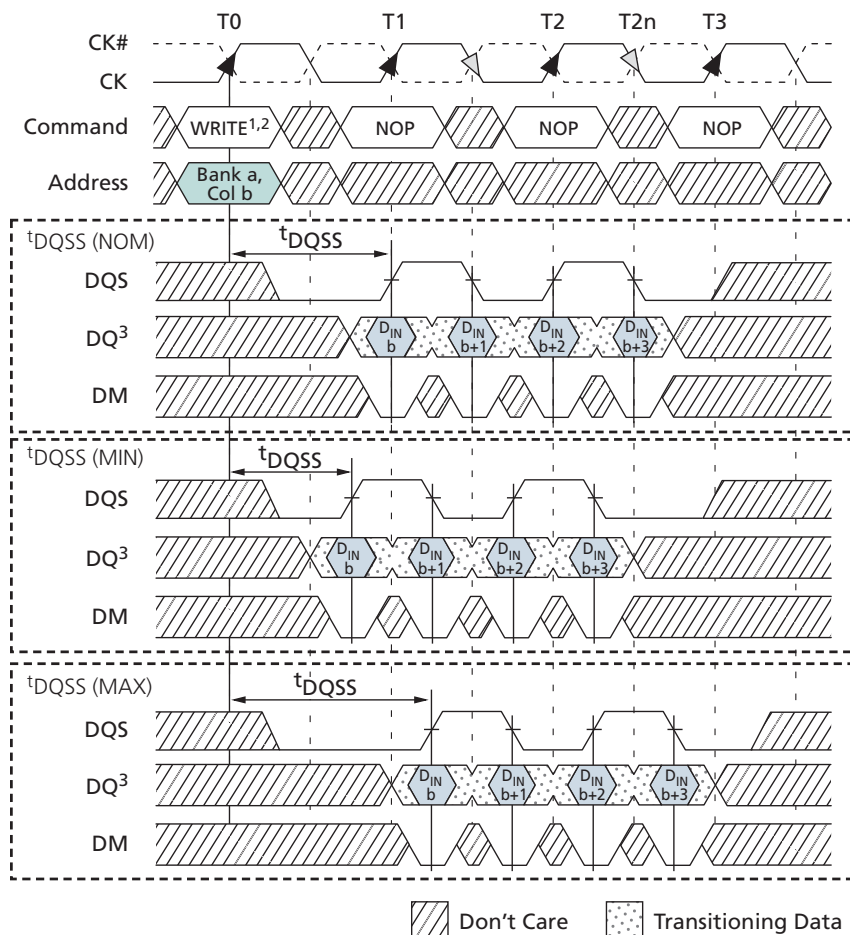 T0 T1 T2 T2n T3
CK#
CK
Command WRITE1,2 NOP NOP NOP
Address Bank a,
Col b
tDQSS (NOM) tDQSS
DQS
DQ3 DIN DIN DIN DIN
b b+1 b+2 b+3
DM
tDQSS (MIN) tDQSS
DQS
DQ3 DIN DIN DIN DIN
b b+1 b+2 b+3
DM
tDQSS (MAX) tDQSS
DQS
DQ3 DIN DIN DIN DIN
b b+1 b+2 b+3
DM
Don't Care Transitioning Data